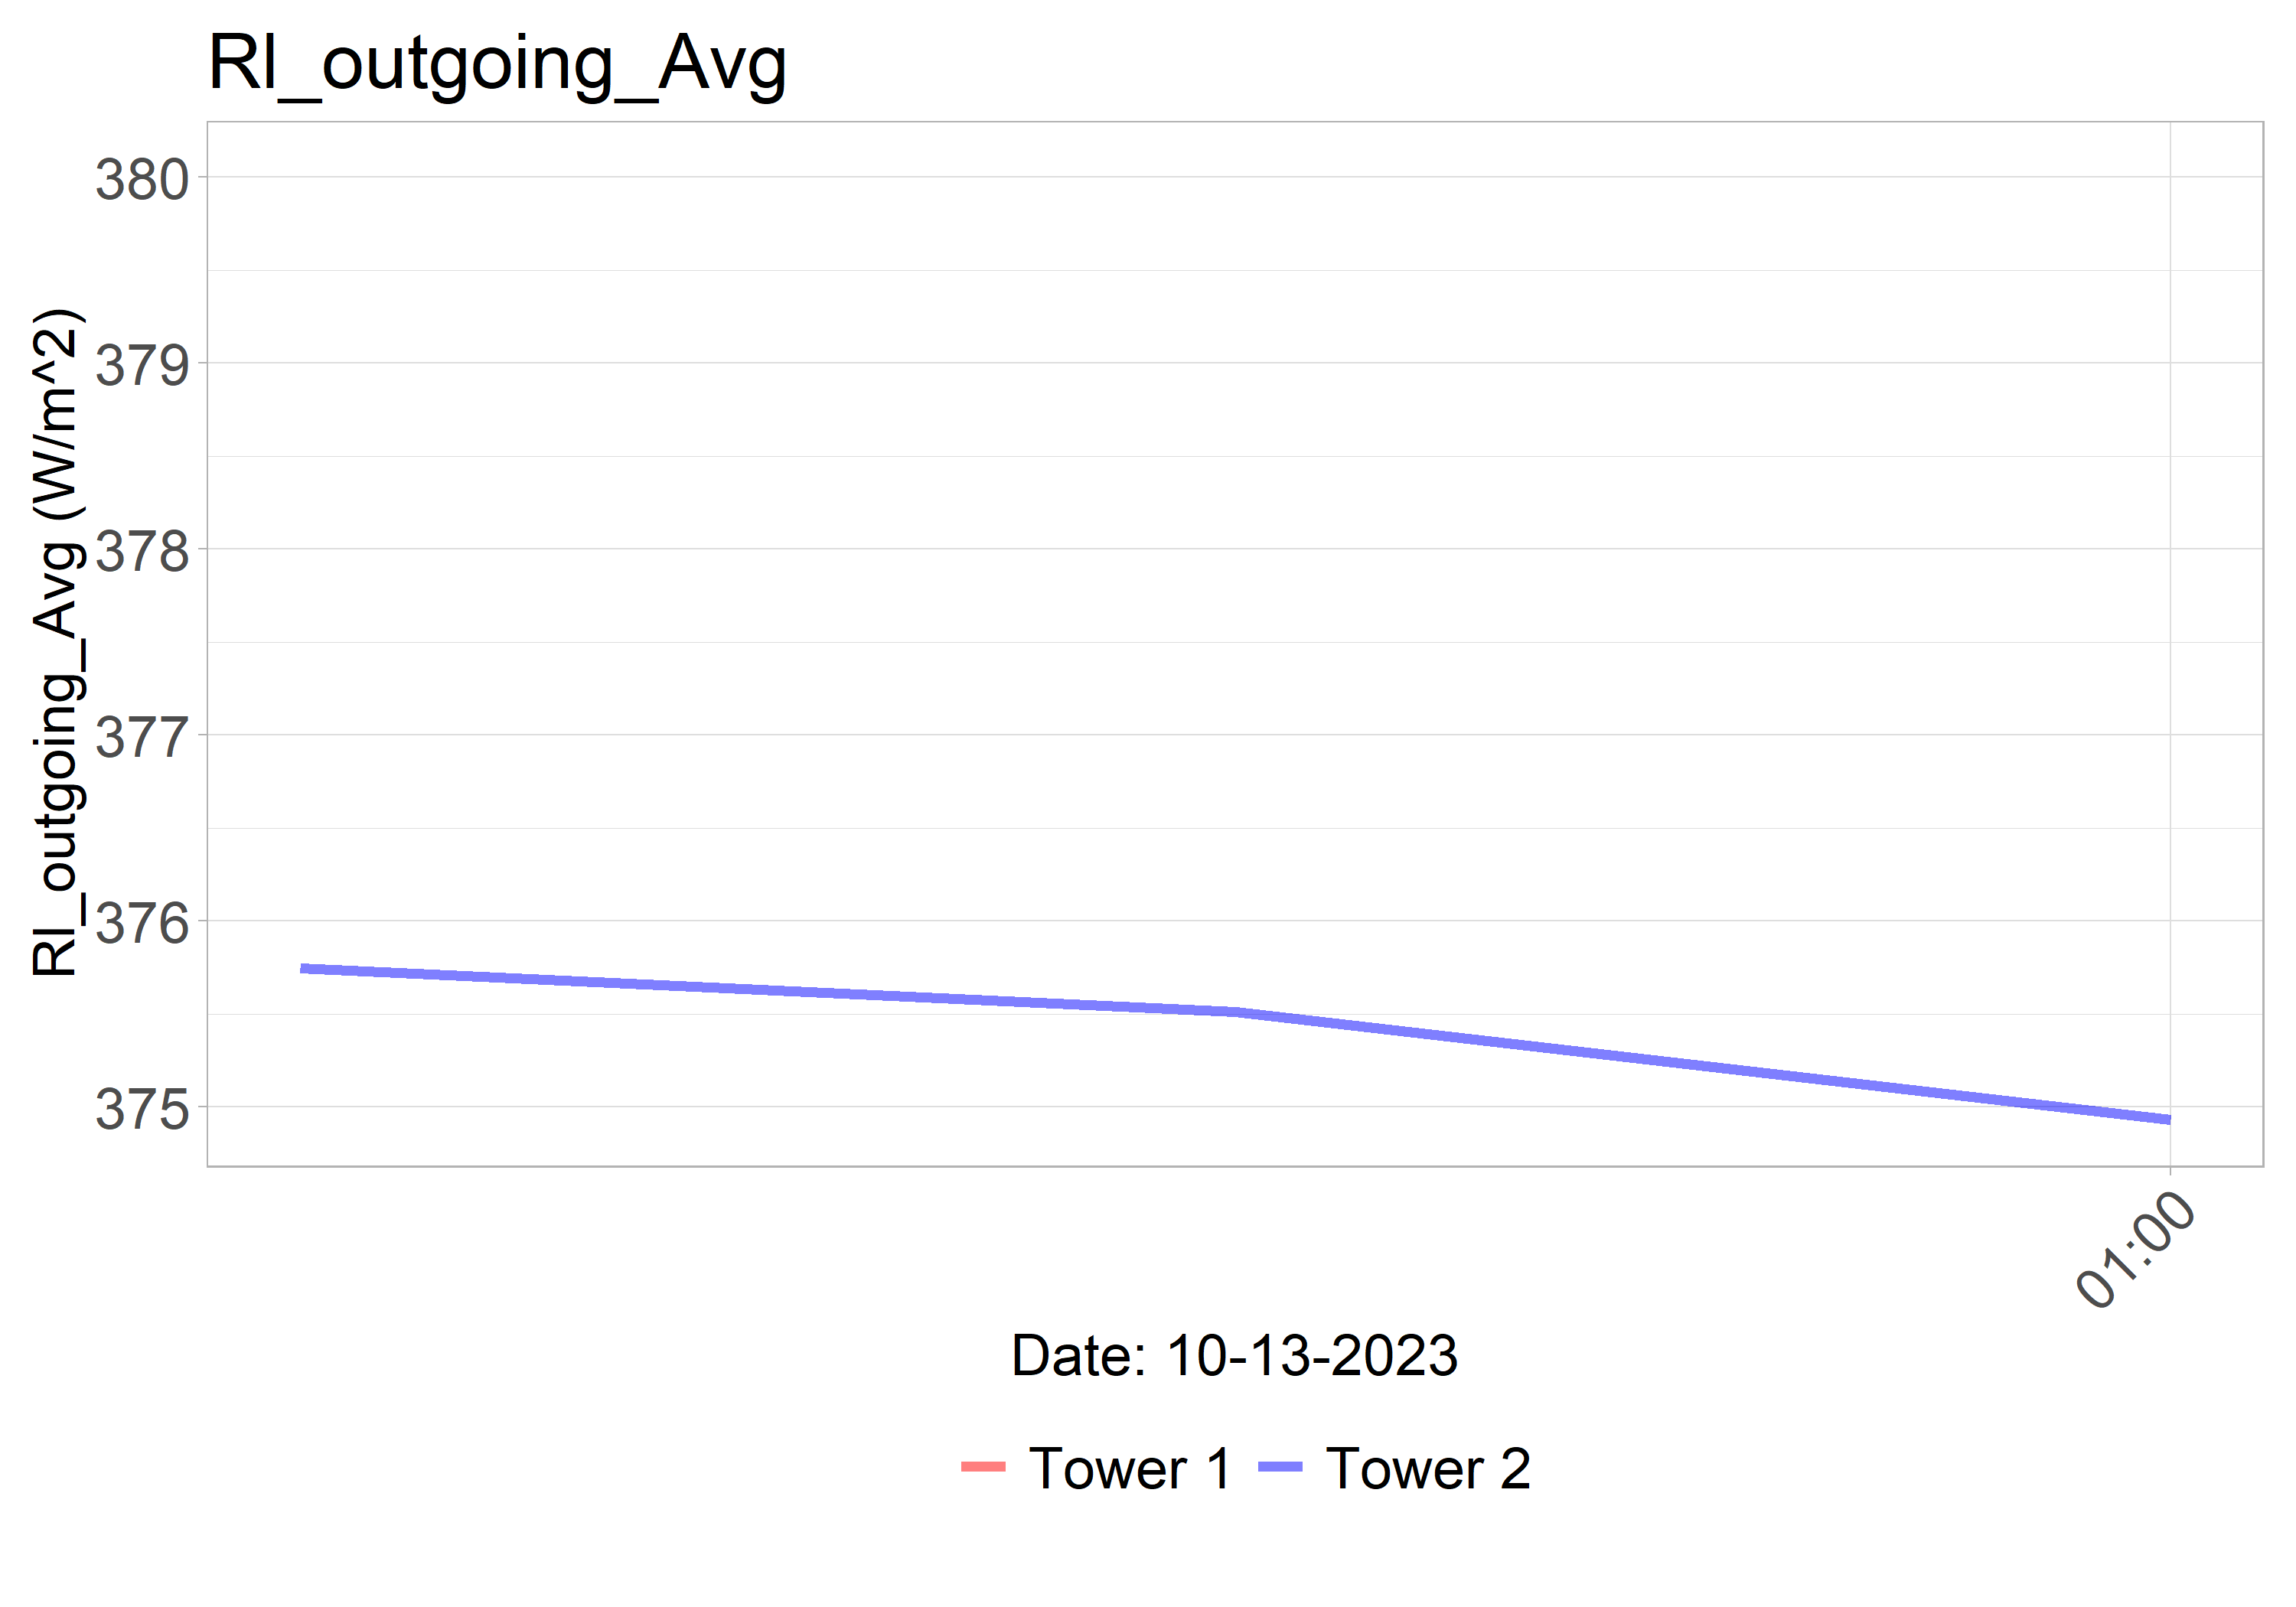 Rl_outgoing_Avg
Rl_outgoing_Avg (W/m^2)
380
379
378
377
376
375
01:00
Date: 10-13-2023
Tower 1 Tower 2